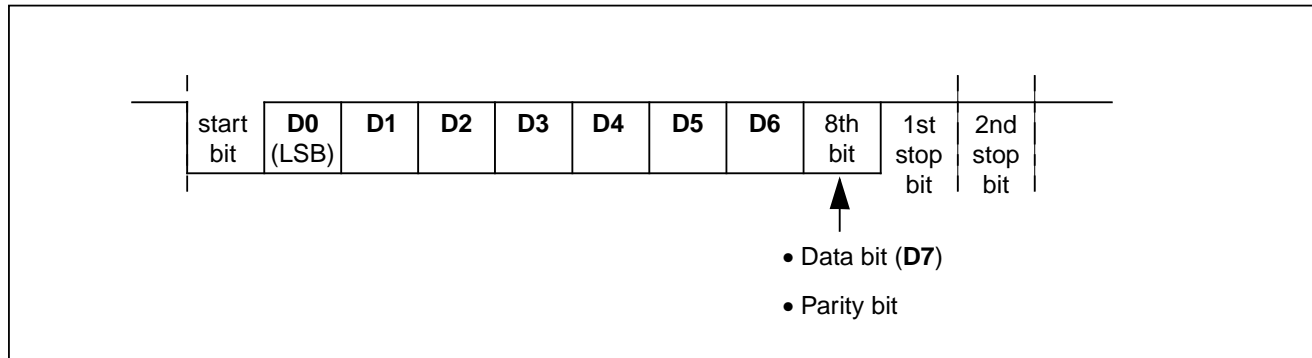 start bit
D0 (LSB)
D1
D2
D3
D4
D5
D6
8th bit
1st stop bit
2nd stop bit
• Data bit (D7)
• Parity bit